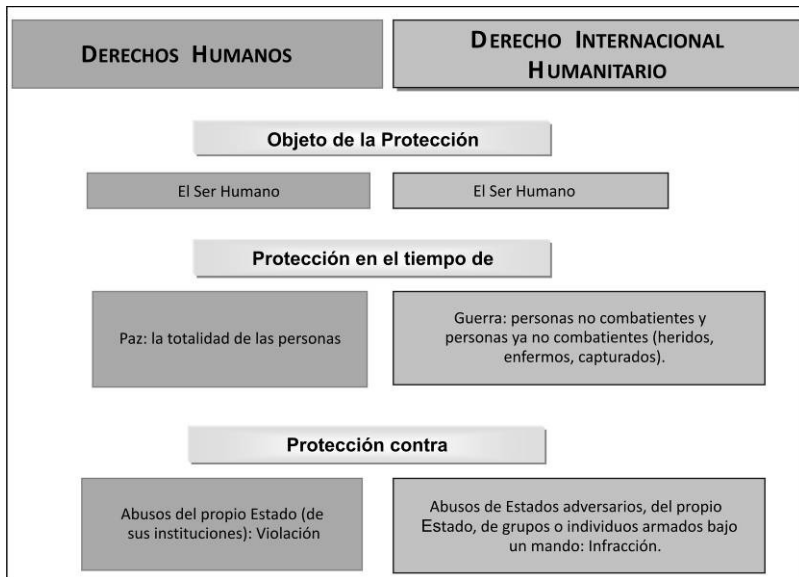 DERECHOS HUMANOS
DERECHO INTERNACIONAL
HUMANITARIO
Objeto de la Protección
El Ser Humano
El Ser Humano
Protección en el tiempo de
Paz: la totalidad de las personas
Guerra: personas no combatientes y
personas ya no combatientes (heridos,
enfermos, capturados).
Protección contra
Abusos del propio Estado (de
sus instituciones): Violación
Abusos de Estados adversarios, del propio
Estado, de grupos o individuos armados bajo
un mando: Infracción.